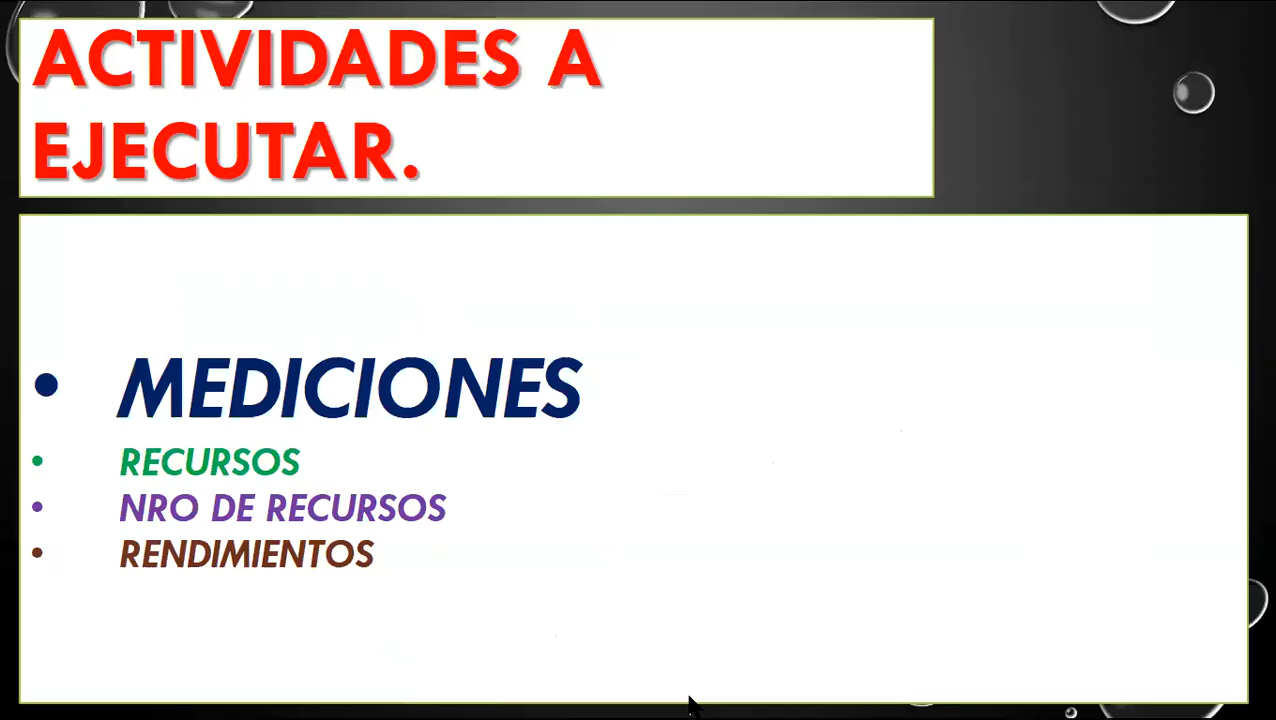 ACTIVIDADES A
EJECUTAR.
• MEDICIONES
• RECURSOS
• NRO DE RECURSOS
• RENDIMIENTOS